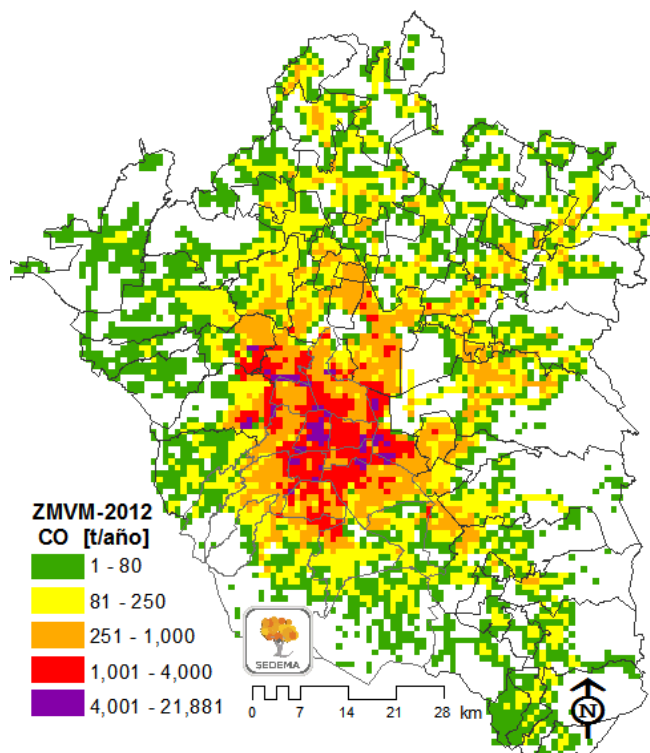 ZMVM-2012
CO [t/año]
1 - 80
81 - 250
251 - 1,000
1,001 - 4,000
4,001 - 21,881
SEDEMA
0 7 14 21 28 km
N